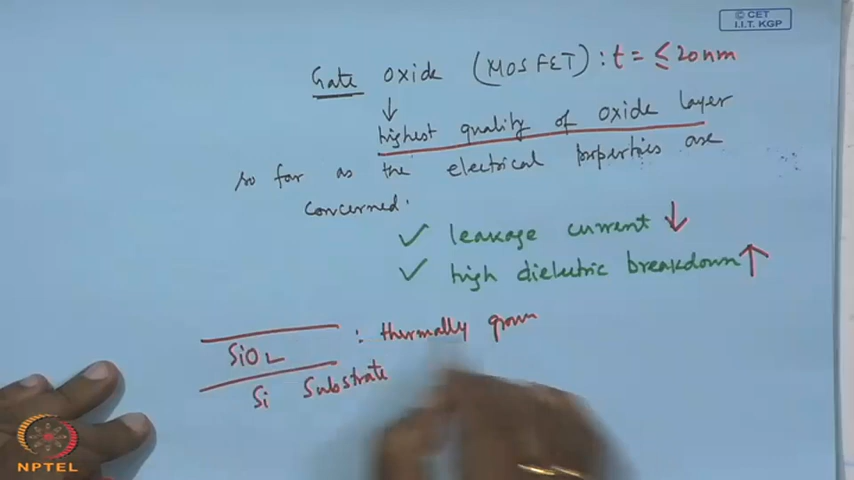 © CET
I.I.T. KGP
Gate oxide (MOSFET) : t = ≤ 20nm
↓
highest quality of oxide layer
so far as the electrical properties are
concerned.
✓ leakage current ↓
✓ high dielectric breakdown ↑
SiO2 : thermally grown
Si Substrate
NPTEL